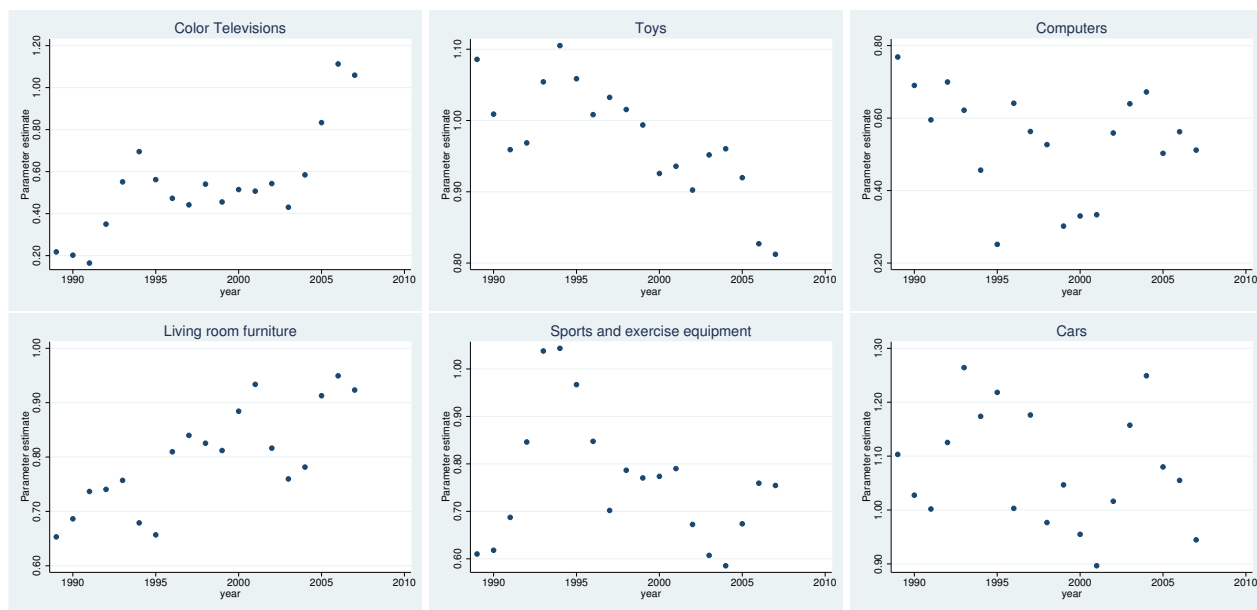 Color Televisions
Parameter estimate
1.20
1.00
0.80
0.60
0.40
0.20
1990 1995 2000 2005 2010
year
Toys
Parameter estimate
1.10
1.00
0.90
0.80
1990 1995 2000 2005 2010
year
Computers
Parameter estimate
0.80
0.60
0.40
0.20
1990 1995 2000 2005 2010
year
Living room furniture
Parameter estimate
1.00
0.90
0.80
0.70
0.60
1990 1995 2000 2005 2010
year
Sports and exercise equipment
Parameter estimate
1.00
0.90
0.80
0.70
0.60
1990 1995 2000 2005 2010
year
Cars
Parameter estimate
1.30
1.20
1.10
1.00
0.90
1990 1995 2000 2005 2010
year